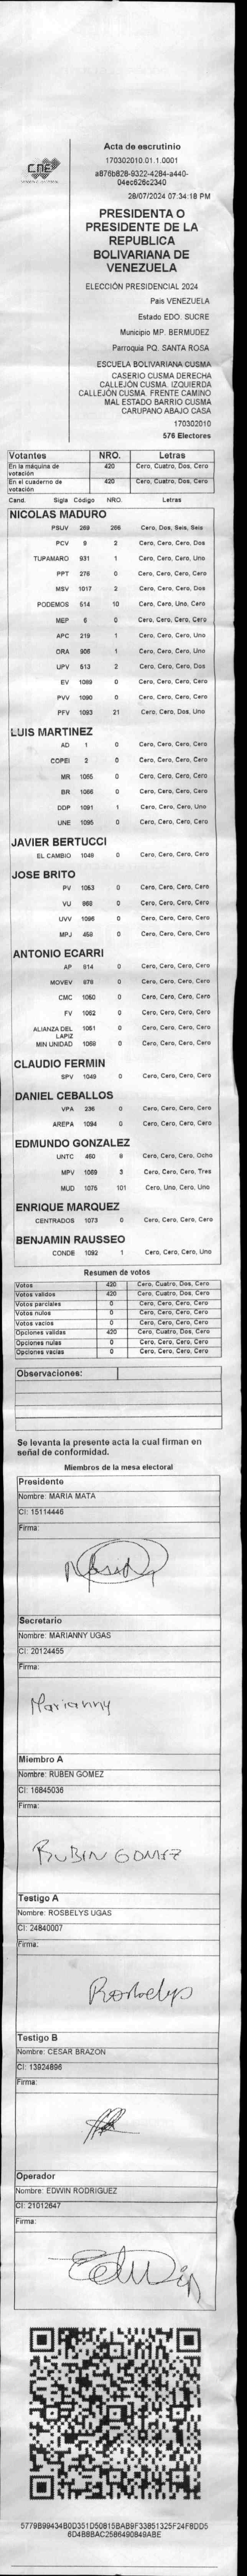 CNE
Acta de escrutinio
170302010.01.1.0001
a876b828-9322-4284-a440-
04ec626c2340
28/07/2024 07:34:18 PM
PRESIDENTA O
PRESIDENTE DE LA
REPUBLICA
BOLIVARIANA DE
VENEZUELA
ELECCIÓN PRESIDENCIAL 2024
Pais VENEZUELA
Estado EDO. SUCRE
Municipio MP. BERMUDEZ
Parroquia PQ. SANTA ROSA
ESCUELA BOLIVARIANA CUSMA
CASERIO CUSMA DERECHA
CALLEJÓN CUSMA. IZQUIERDA
CALLEJÓN CUSMA. FRENTE CAMINO
MAL ESTADO BARRIO CUSMA
CARUPANO ABAJO CASA
170302010
576 Electores
Votantes NRO. Letras
En la máquina de votación 420 Cero, Cuatro, Dos, Cero
En el cuaderno de votación 420 Cero, Cuatro, Dos, Cero
Cand. Sigla Código NRO. Letras
NICOLAS MADURO
PSUV 269 266 Cero, Dos, Seis, Seis
PCV 9 2 Cero, Cero, Cero, Dos
TUPAMARO 931 1 Cero, Cero, Cero, Uno
PPT 276 0 Cero, Cero, Cero, Cero
MSV 1017 2 Cero, Cero, Cero, Dos
PODEMOS 514 10 Cero, Cero, Uno, Cero
MEP 6 0 Cero, Cero, Cero, Cero
APC 219 1 Cero, Cero, Cero, Uno
ORA 906 1 Cero, Cero, Cero, Uno
UPV 513 2 Cero, Cero, Cero, Dos
EV 1089 0 Cero, Cero, Cero, Cero
PVV 1090 0 Cero, Cero, Cero, Cero
PFV 1093 21 Cero, Cero, Dos, Uno
LUIS MARTINEZ
AD 1 0 Cero, Cero, Cero, Cero
COPEI 2 0 Cero, Cero, Cero, Cero
MR 1065 0 Cero, Cero, Cero, Cero
BR 1066 0 Cero, Cero, Cero, Cero
DDP 1091 1 Cero, Cero, Cero, Uno
UNE 1095 0 Cero, Cero, Cero, Cero
JAVIER BERTUCCI
EL CAMBIO 1048 0 Cero, Cero, Cero, Cero
JOSE BRITO
PV 1053 0 Cero, Cero, Cero, Cero
VU 868 0 Cero, Cero, Cero, Cero
UVV 1096 0 Cero, Cero, Cero, Cero
MPJ 458 0 Cero, Cero, Cero, Cero
ANTONIO ECARRI
AP 814 0 Cero, Cero, Cero, Cero
MOVEV 879 0 Cero, Cero, Cero, Cero
CMC 1050 0 Cero, Cero, Cero, Cero
FV 1062 0 Cero, Cero, Cero, Cero
ALIANZA DEL LAPIZ 1051 0 Cero, Cero, Cero, Cero
MIN UNIDAD 1068 0 Cero, Cero, Cero, Cero
CLAUDIO FERMIN
SPV 1049 0 Cero, Cero, Cero, Cero
DANIEL CEBALLOS
VPA 236 0 Cero, Cero, Cero, Cero
AREPA 1094 0 Cero, Cero, Cero, Cero
EDMUNDO GONZALEZ
UNTC 460 8 Cero, Cero, Cero, Ocho
MPV 1069 3 Cero, Cero, Cero, Tres
MUD 1075 101 Cero, Uno, Cero, Uno
ENRIQUE MARQUEZ
CENTRADOS 1073 0 Cero, Cero, Cero, Cero
BENJAMIN RAUSSEO
CONDE 1092 1 Cero, Cero, Cero, Uno
Resumen de votos
Votos 420 Cero, Cuatro, Dos, Cero
Votos validos 420 Cero, Cuatro, Dos, Cero
Votos parciales 0 Cero, Cero, Cero, Cero
Votos nulos 0 Cero, Cero, Cero, Cero
Votos vacios 0 Cero, Cero, Cero, Cero
Opciones validas 420 Cero, Cuatro, Dos, Cero
Opciones nulas 0 Cero, Cero, Cero, Cero
Opciones vacias 0 Cero, Cero, Cero, Cero
Observaciones:
Se levanta la presente acta la cual firman en
señal de conformidad.
Miembros de la mesa electoral
Presidente
Nombre: MARIA MATA
CI: 15114446
Firma:
Secretario
Nombre: MARIANNY UGAS
CI: 20124455
Firma:
Marianny
Miembro A
Nombre: RUBEN GOMEZ
CI: 16845036
Firma:
RUBIN GOMEZ
Testigo A
Nombre: ROSBELYS UGAS
CI: 24840007
Firma:
Rosbelys
Testigo B
Nombre: CESAR BRAZON
CI: 13924896
Firma:
Operador
Nombre: EDWIN RODRIGUEZ
CI: 21012647
Firma:
Edwin
5779B99434B0D351D50815BAB9F33851325F24F8DD5
6D4B8BAC2586490849ABE